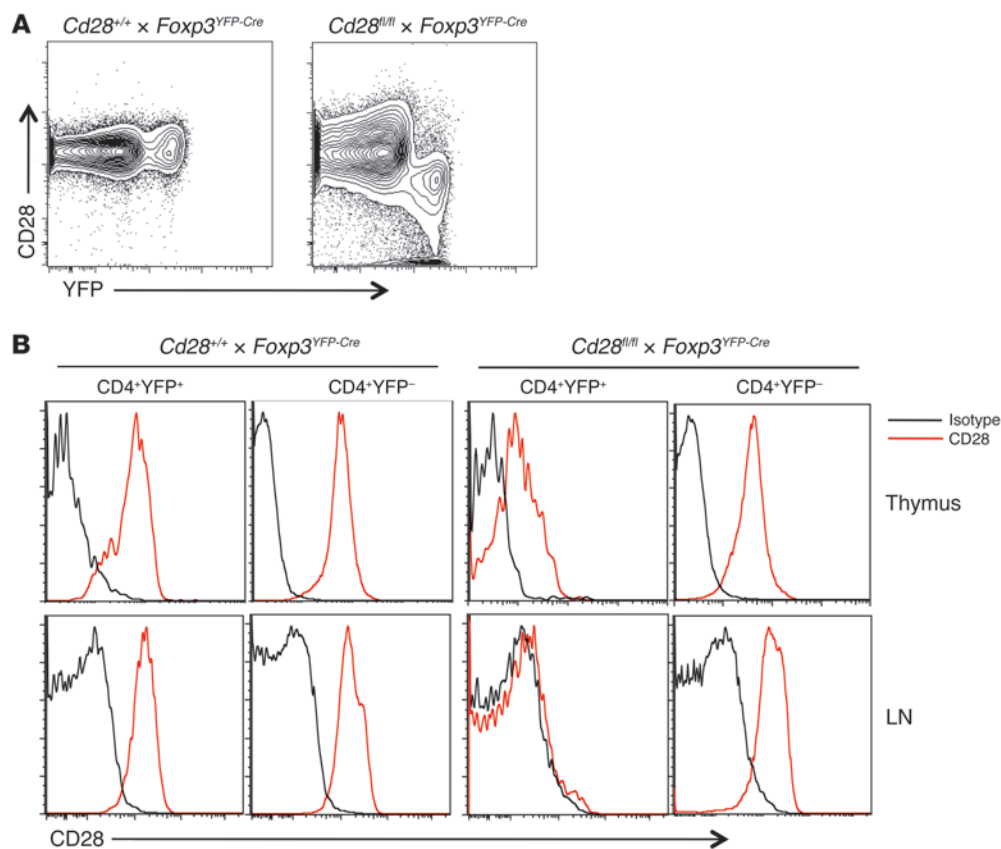 A
Cd28+/+ × Foxp3YFP-Cre
Cd28fl/fl × Foxp3YFP-Cre
CD28
YFP
B
Cd28+/+ × Foxp3YFP-Cre
Cd28fl/fl × Foxp3YFP-Cre
CD4+YFP+
CD4+YFP–
CD4+YFP+
CD4+YFP–
Isotype
CD28
Thymus
LN
CD28